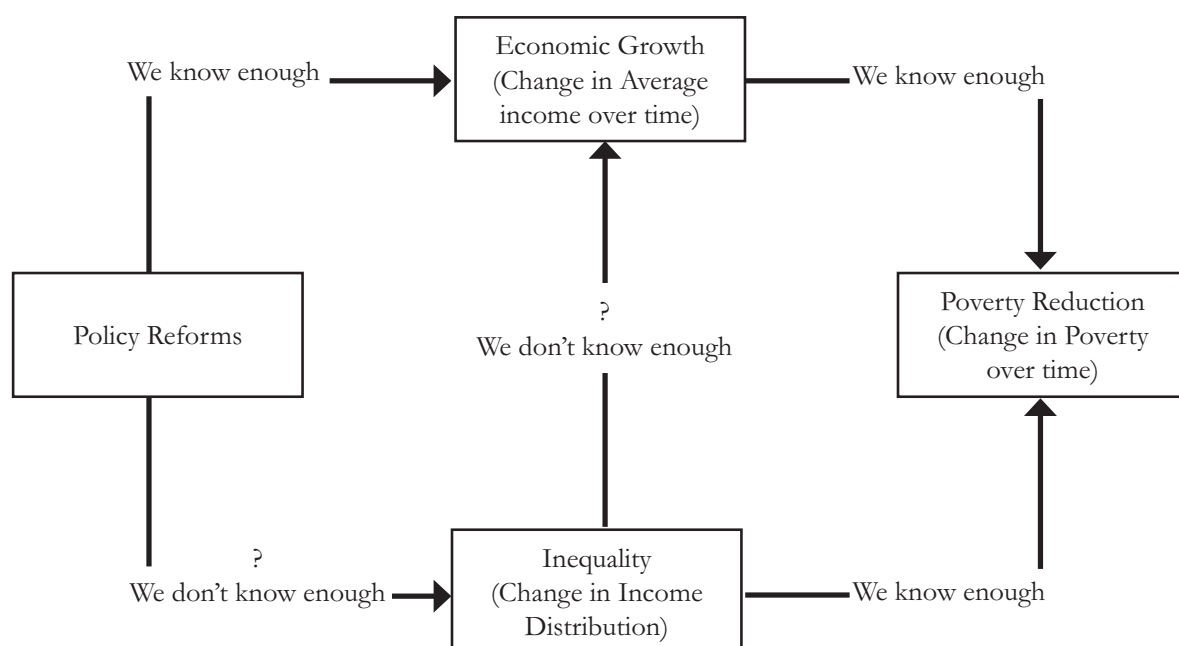 Economic Growth
(Change in Average
income over time)
We know enough
We know enough
Policy Reforms
?
We don’t know enough
Poverty Reduction
(Change in Poverty
over time)
?
We don’t know enough
Inequality
(Change in Income
Distribution)
We know enough